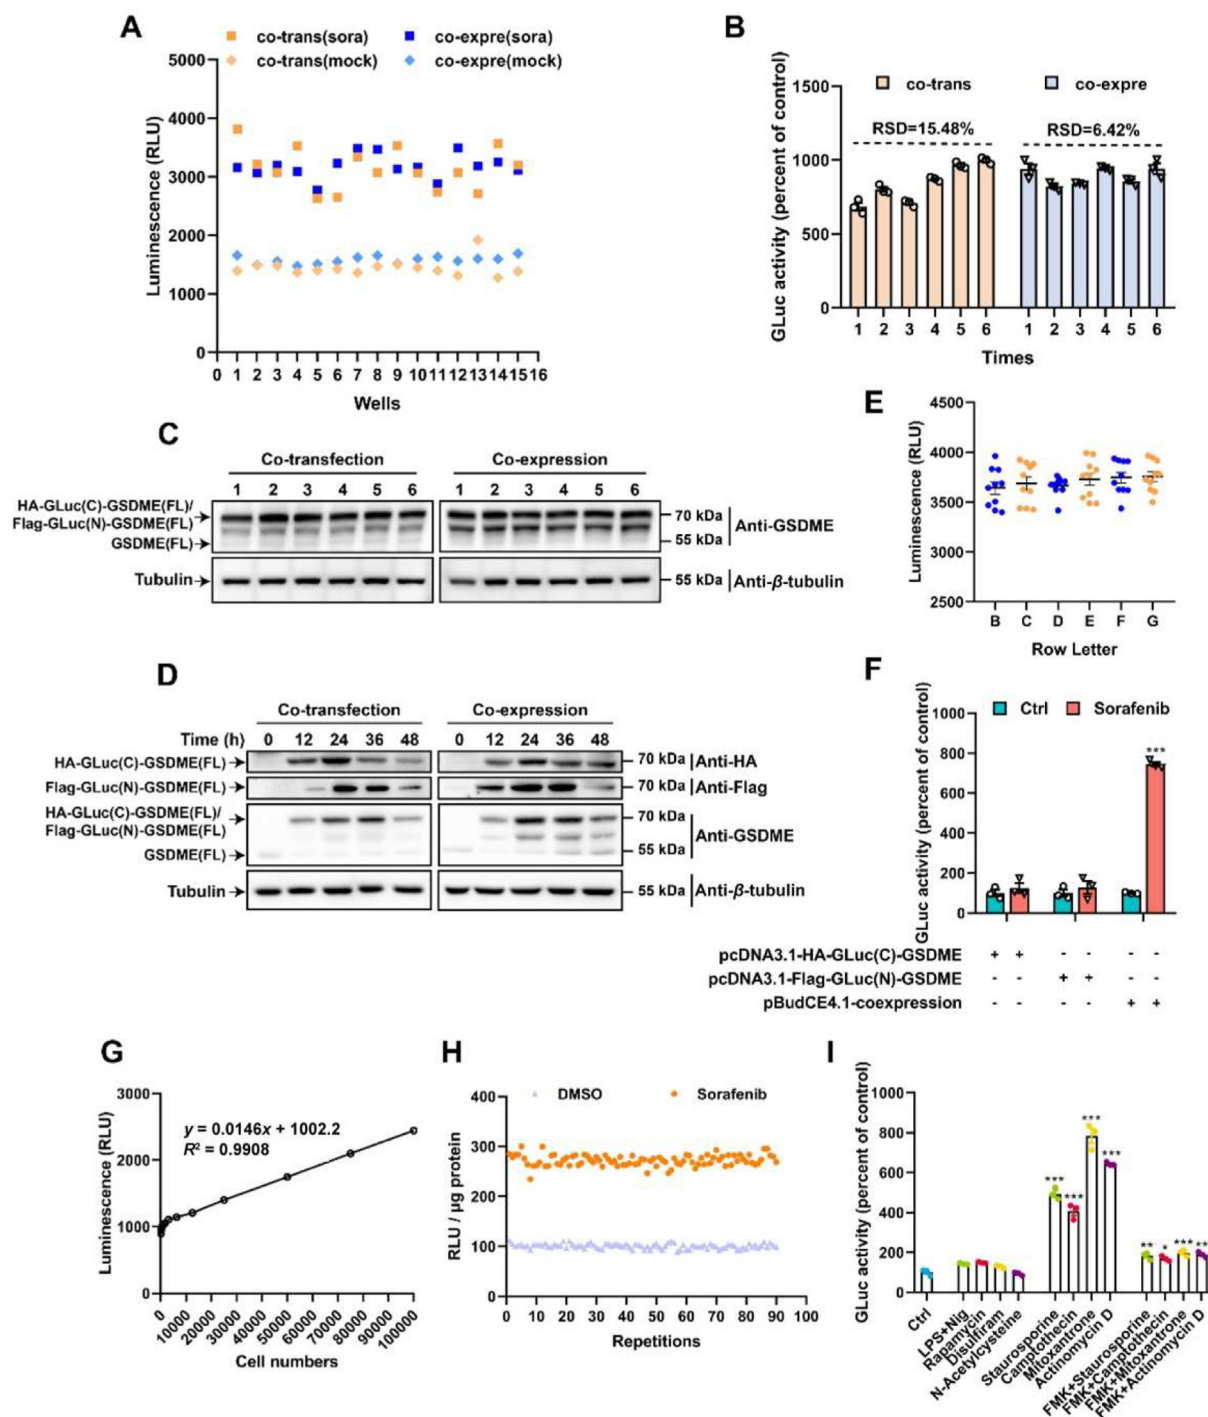 A
co-trans(sora)
co-expre(sora)
co-trans(mock)
co-expre(mock)
Luminescence (RLU)
5000
4000
3000
2000
1000
0
0 1 2 3 4 5 6 7 8 9 10 11 12 13 14 15 16
Wells
B
co-trans
co-expre
GLuc activity (percent of control)
1500
1000
500
0
RSD=15.48%
RSD=6.42%
1 2 3 4 5 6 1 2 3 4 5 6
Times
C
Co-transfection
Co-expression
1 2 3 4 5 6 1 2 3 4 5 6
HA-GLuc(C)-GSDME(FL)/
Flag-GLuc(N)-GSDME(FL)
GSDME(FL)
70 kDa
55 kDa
Anti-GSDME
Tubulin
55 kDa
Anti-β-tubulin
D
Co-transfection
Co-expression
Time (h) 0 12 24 36 48 0 12 24 36 48
HA-GLuc(C)-GSDME(FL)
70 kDa
Anti-HA
Flag-GLuc(N)-GSDME(FL)
70 kDa
Anti-Flag
HA-GLuc(C)-GSDME(FL)/
Flag-GLuc(N)-GSDME(FL)
GSDME(FL)
70 kDa
55 kDa
Anti-GSDME
Tubulin
55 kDa
Anti-β-tubulin
E
Luminescence (RLU)
4500
4000
3500
3000
2500
B C D E F G
Row Letter
F
Ctrl
Sorafenib
GLuc activity (percent of control)
1000
800
600
400
200
0
***
pcDNA3.1-HA-GLuc(C)-GSDME + + - - - -
pcDNA3.1-Flag-GLuc(N)-GSDME - - + + - -
pBudCE4.1-coexpression - - - - + +
G
Luminescence (RLU)
3000
2000
1000
0
y = 0.0146x + 1002.2
R² = 0.9908
0 10000 20000 30000 40000 50000 60000 70000 80000 90000 100000
Cell numbers
H
DMSO
Sorafenib
RLU / μg protein
400
300
200
100
0
0 10 20 30 40 50 60 70 80 90 100
Repetitions
I
GLuc activity (percent of control)
1000
800
600
400
200
0
*** *** *** *** ** * *** **
Ctrl
LPS+Nig
Rapamycin
Disulfiram
N-Acetylcysteine
Staurosporine
Camptothecin
Mitoxantrone
Actinomycin D
FMK+Staurosporine
FMK+Camptothecin
FMK+Mitoxantrone
FMK+Actinomycin D